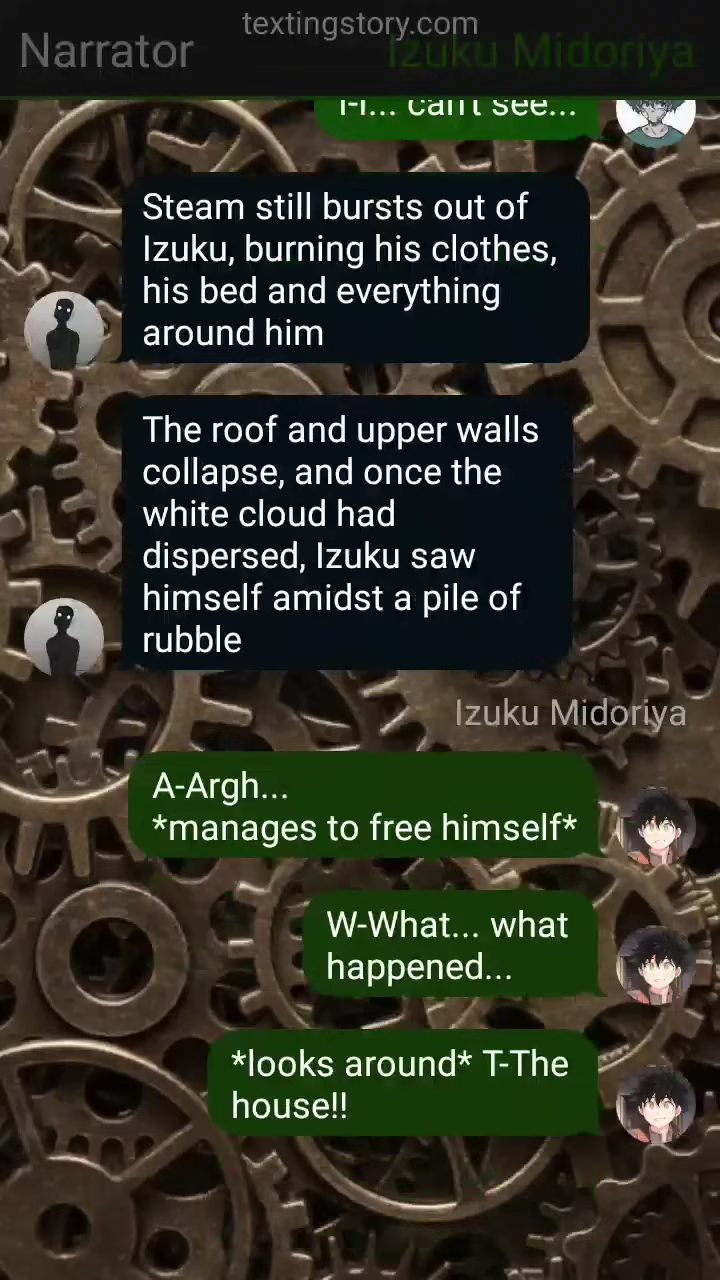 textingstory.com
Narrator
Izuku Midoriya
I-I... can't see...
Steam still bursts out of
Izuku, burning his clothes,
his bed and everything
around him
The roof and upper walls
collapse, and once the
white cloud had
dispersed, Izuku saw
himself amidst a pile of
rubble
Izuku Midoriya
A-Argh...
*manages to free himself*
W-What... what
happened...
*looks around* T-The
house!!